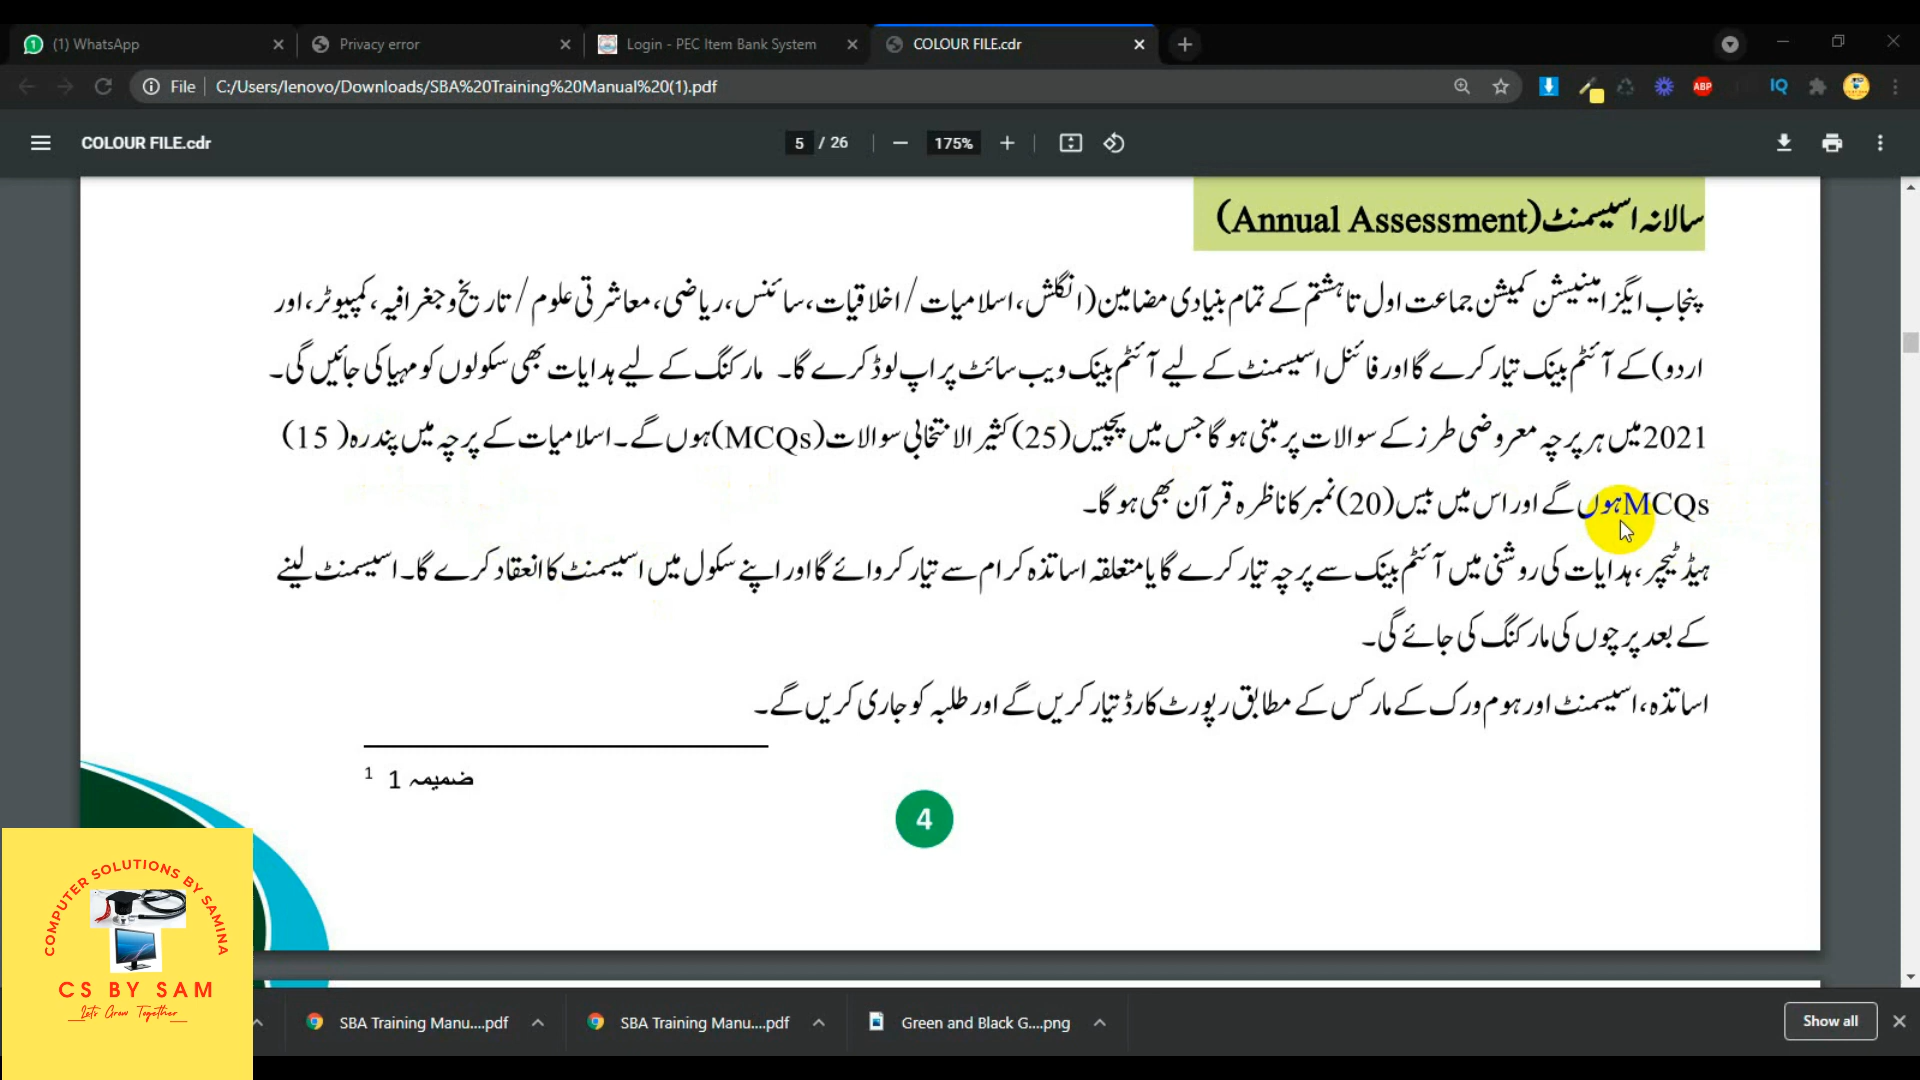 (1) WhatsApp
Privacy error
Login - PEC Item Bank System
COLOUR FILE.cdr
File
C:/Users/lenovo/Downloads/SBA%20Training%20Manual%20(1).pdf
ABP
IQ
COLOUR FILE.cdr
5 / 26
175%
سالانہ اسیسمنٹ (Annual Assessment)
پنجاب ایگزامینیشن کمیشن جماعت اول تا ہشتم کے تمام بنیادی مضامین (انگلش، اسلامیات / اخلاقیات، سائنس، ریاضی، معاشرتی علوم / تاریخ و جغرافیہ، کمپیوٹر، اور
اردو) کے آئٹم بینک تیار کرے گا اور فائنل اسیسمنٹ کے لیے آئٹم بینک ویب سائٹ پر اپ لوڈ کرے گا۔ مارکنگ کے لیے ہدایات بھی سکولوں کو مہیا کی جائیں گی۔
2021 میں ہر پرچہ معروضی طرز کے سوالات پر مبنی ہو گا جس میں پچیس (25) کثیر الانتخابی سوالات (MCQs) ہوں گے۔ اسلامیات کے پرچہ میں پندرہ (15)
MCQs ہوں گے اور اس میں بیس (20) نمبر کا ناظرہ قرآن بھی ہو گا۔
ہیڈ ٹیچر، ہدایات کی روشنی میں آئٹم بینک سے پرچہ تیار کرے گا یا متعلقہ اساتذہ کرام سے تیار کروائے گا اور اپنے سکول میں اسیسمنٹ کا انعقاد کرے گا۔ اسیسمنٹ لینے
کے بعد پرچوں کی مارکنگ کی جائے گی۔
اساتذہ، اسیسمنٹ اور ہوم ورک کے مارکس کے مطابق رپورٹ کارڈ تیار کریں گے اور طلبہ کو جاری کریں گے۔
1 ضمیمہ 1
4
COMPUTER SOLUTIONS BY SAMINA
CS BY SAM
Lets Grow Together
SBA Training Manu....pdf
SBA Training Manu....pdf
Green and Black G....png
Show all